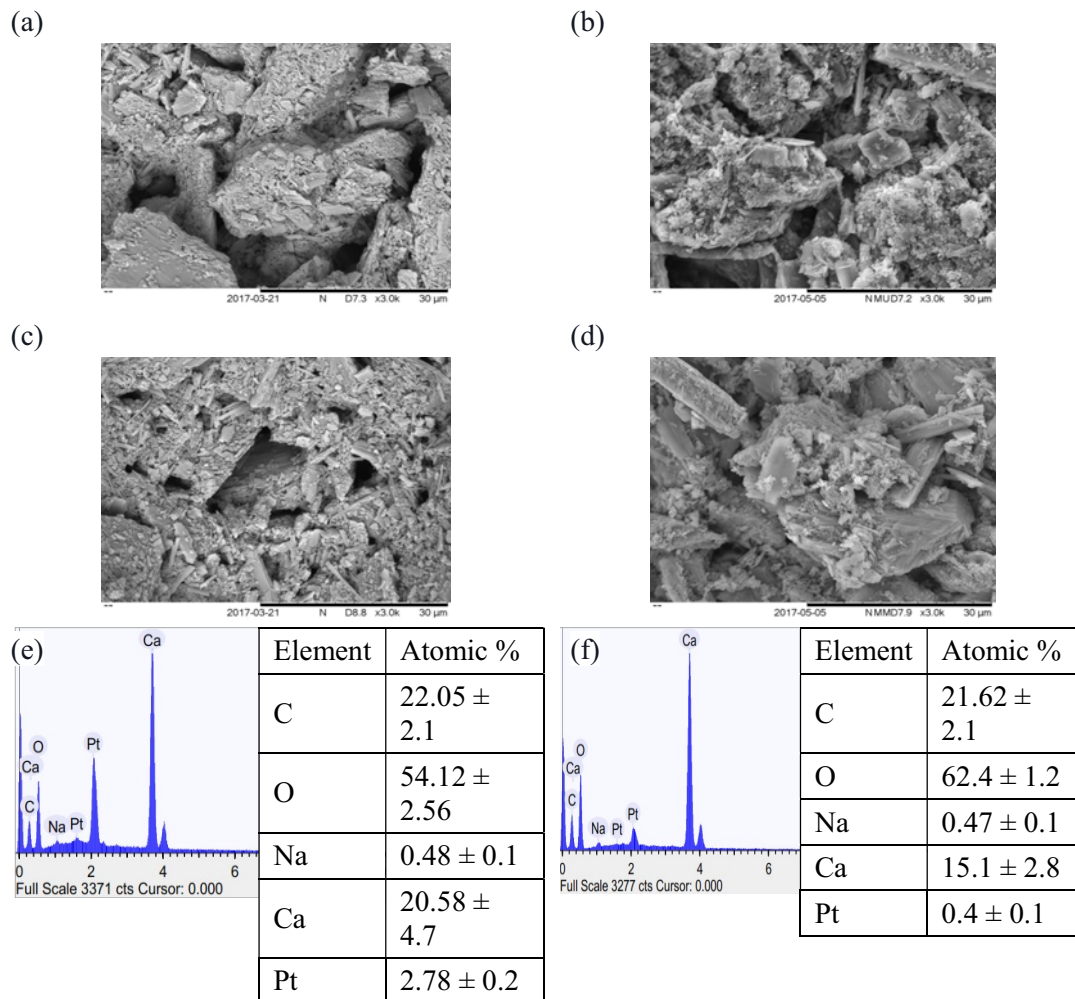 (a)
(b)
2017-03-21 N D7.3 x3.0k 30 µm
2017-05-05 N MUD7.2 x3.0k 30 µm
(c)
(d)
2017-03-21 N D8.8 x3.0k 30 µm
2017-05-05 N MMD7.9 x3.0k 30 µm
(e)
Ca
O
Pt
Ca
C
Na
Pt
0 2 4 6
Full Scale 3371 cts Cursor: 0.000
Element Atomic %
C 22.05 ±
2.1
O 54.12 ±
2.56
Na 0.48 ± 0.1
Ca 20.58 ±
4.7
Pt 2.78 ± 0.2
(f)
Ca
O
Ca
C
Na
Pt
Pt
0 2 4 6
Full Scale 3277 cts Cursor: 0.000
Element Atomic %
C 21.62 ±
2.1
O 62.4 ± 1.2
Na 0.47 ± 0.1
Ca 15.1 ± 2.8
Pt 0.4 ± 0.1